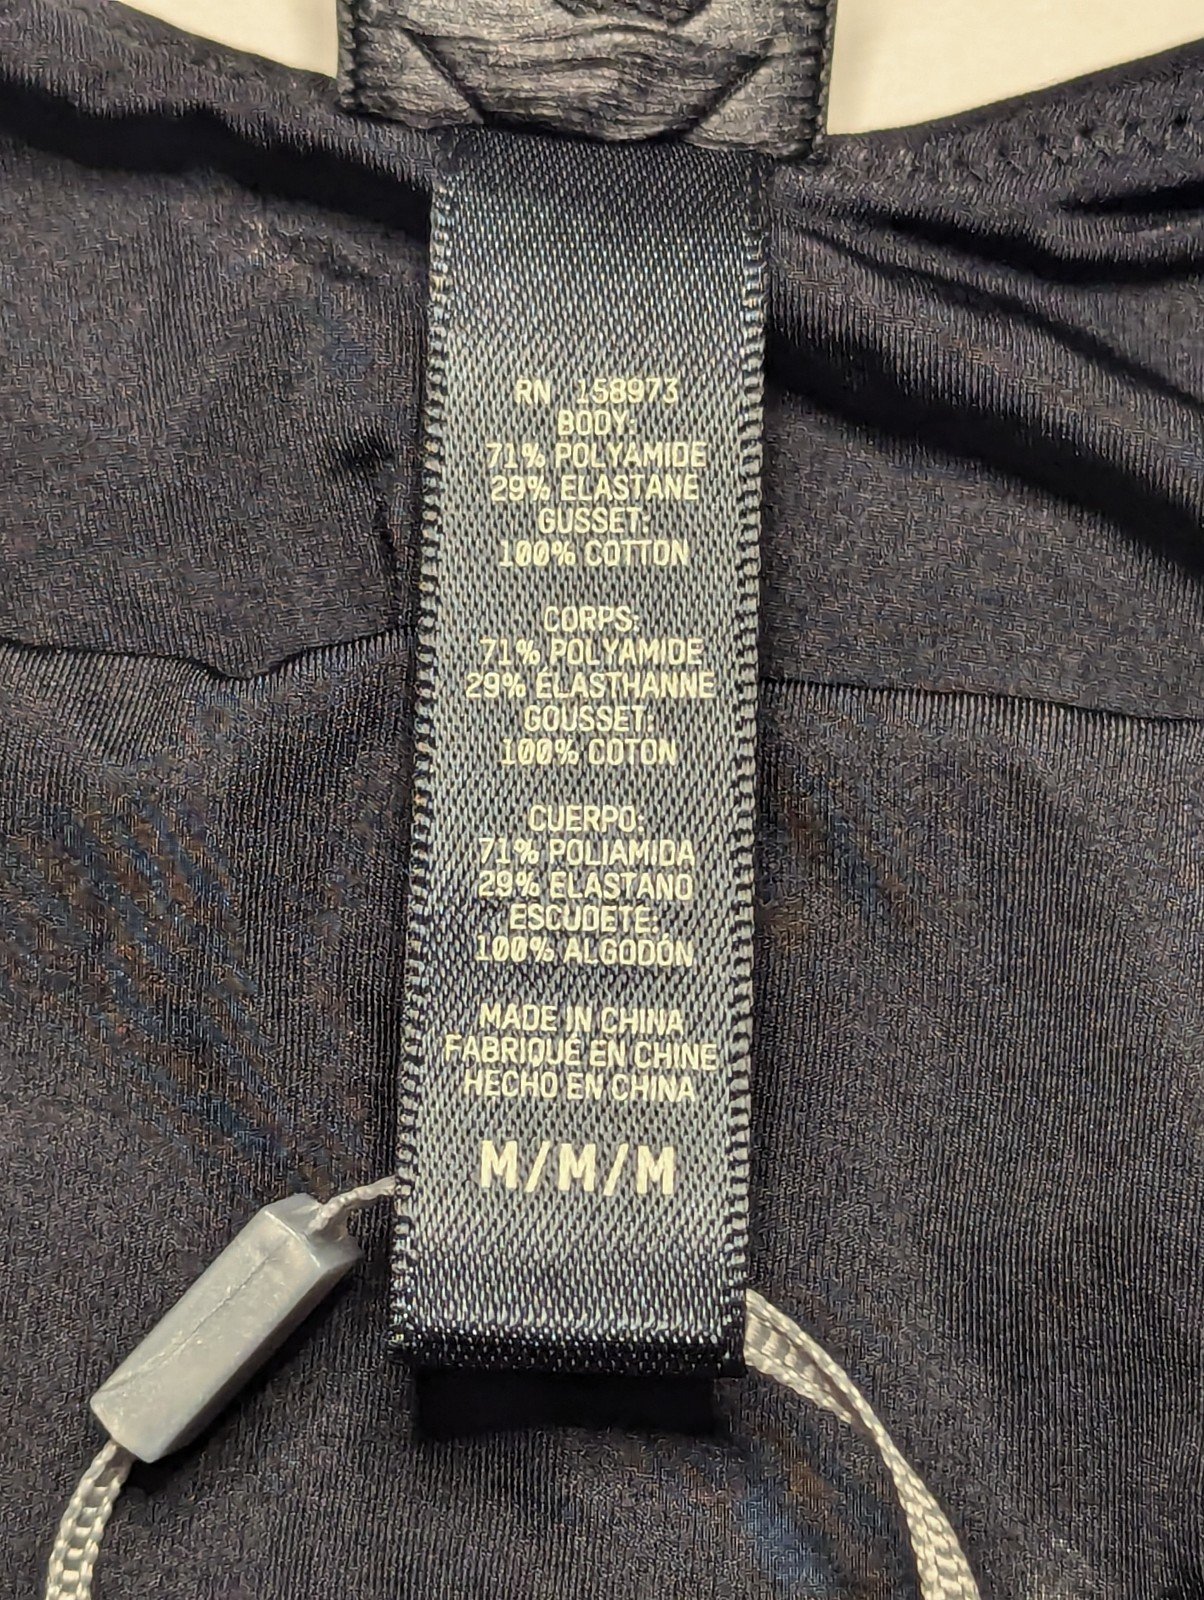 RN 158973
BODY:
71% POLYAMIDE
29% ELASTANE
GUSSET:
100% COTTON
CORPS:
71% POLYAMIDE
29% ÉLASTHANNE
GOUSSET:
100% COTON
CUERPO:
71% POLIAMIDA
29% ELASTANO
ESCUDETE:
100% ALGODÓN
MADE IN CHINA
FABRIQUÉ EN CHINE
HECHO EN CHINA
M/M/M